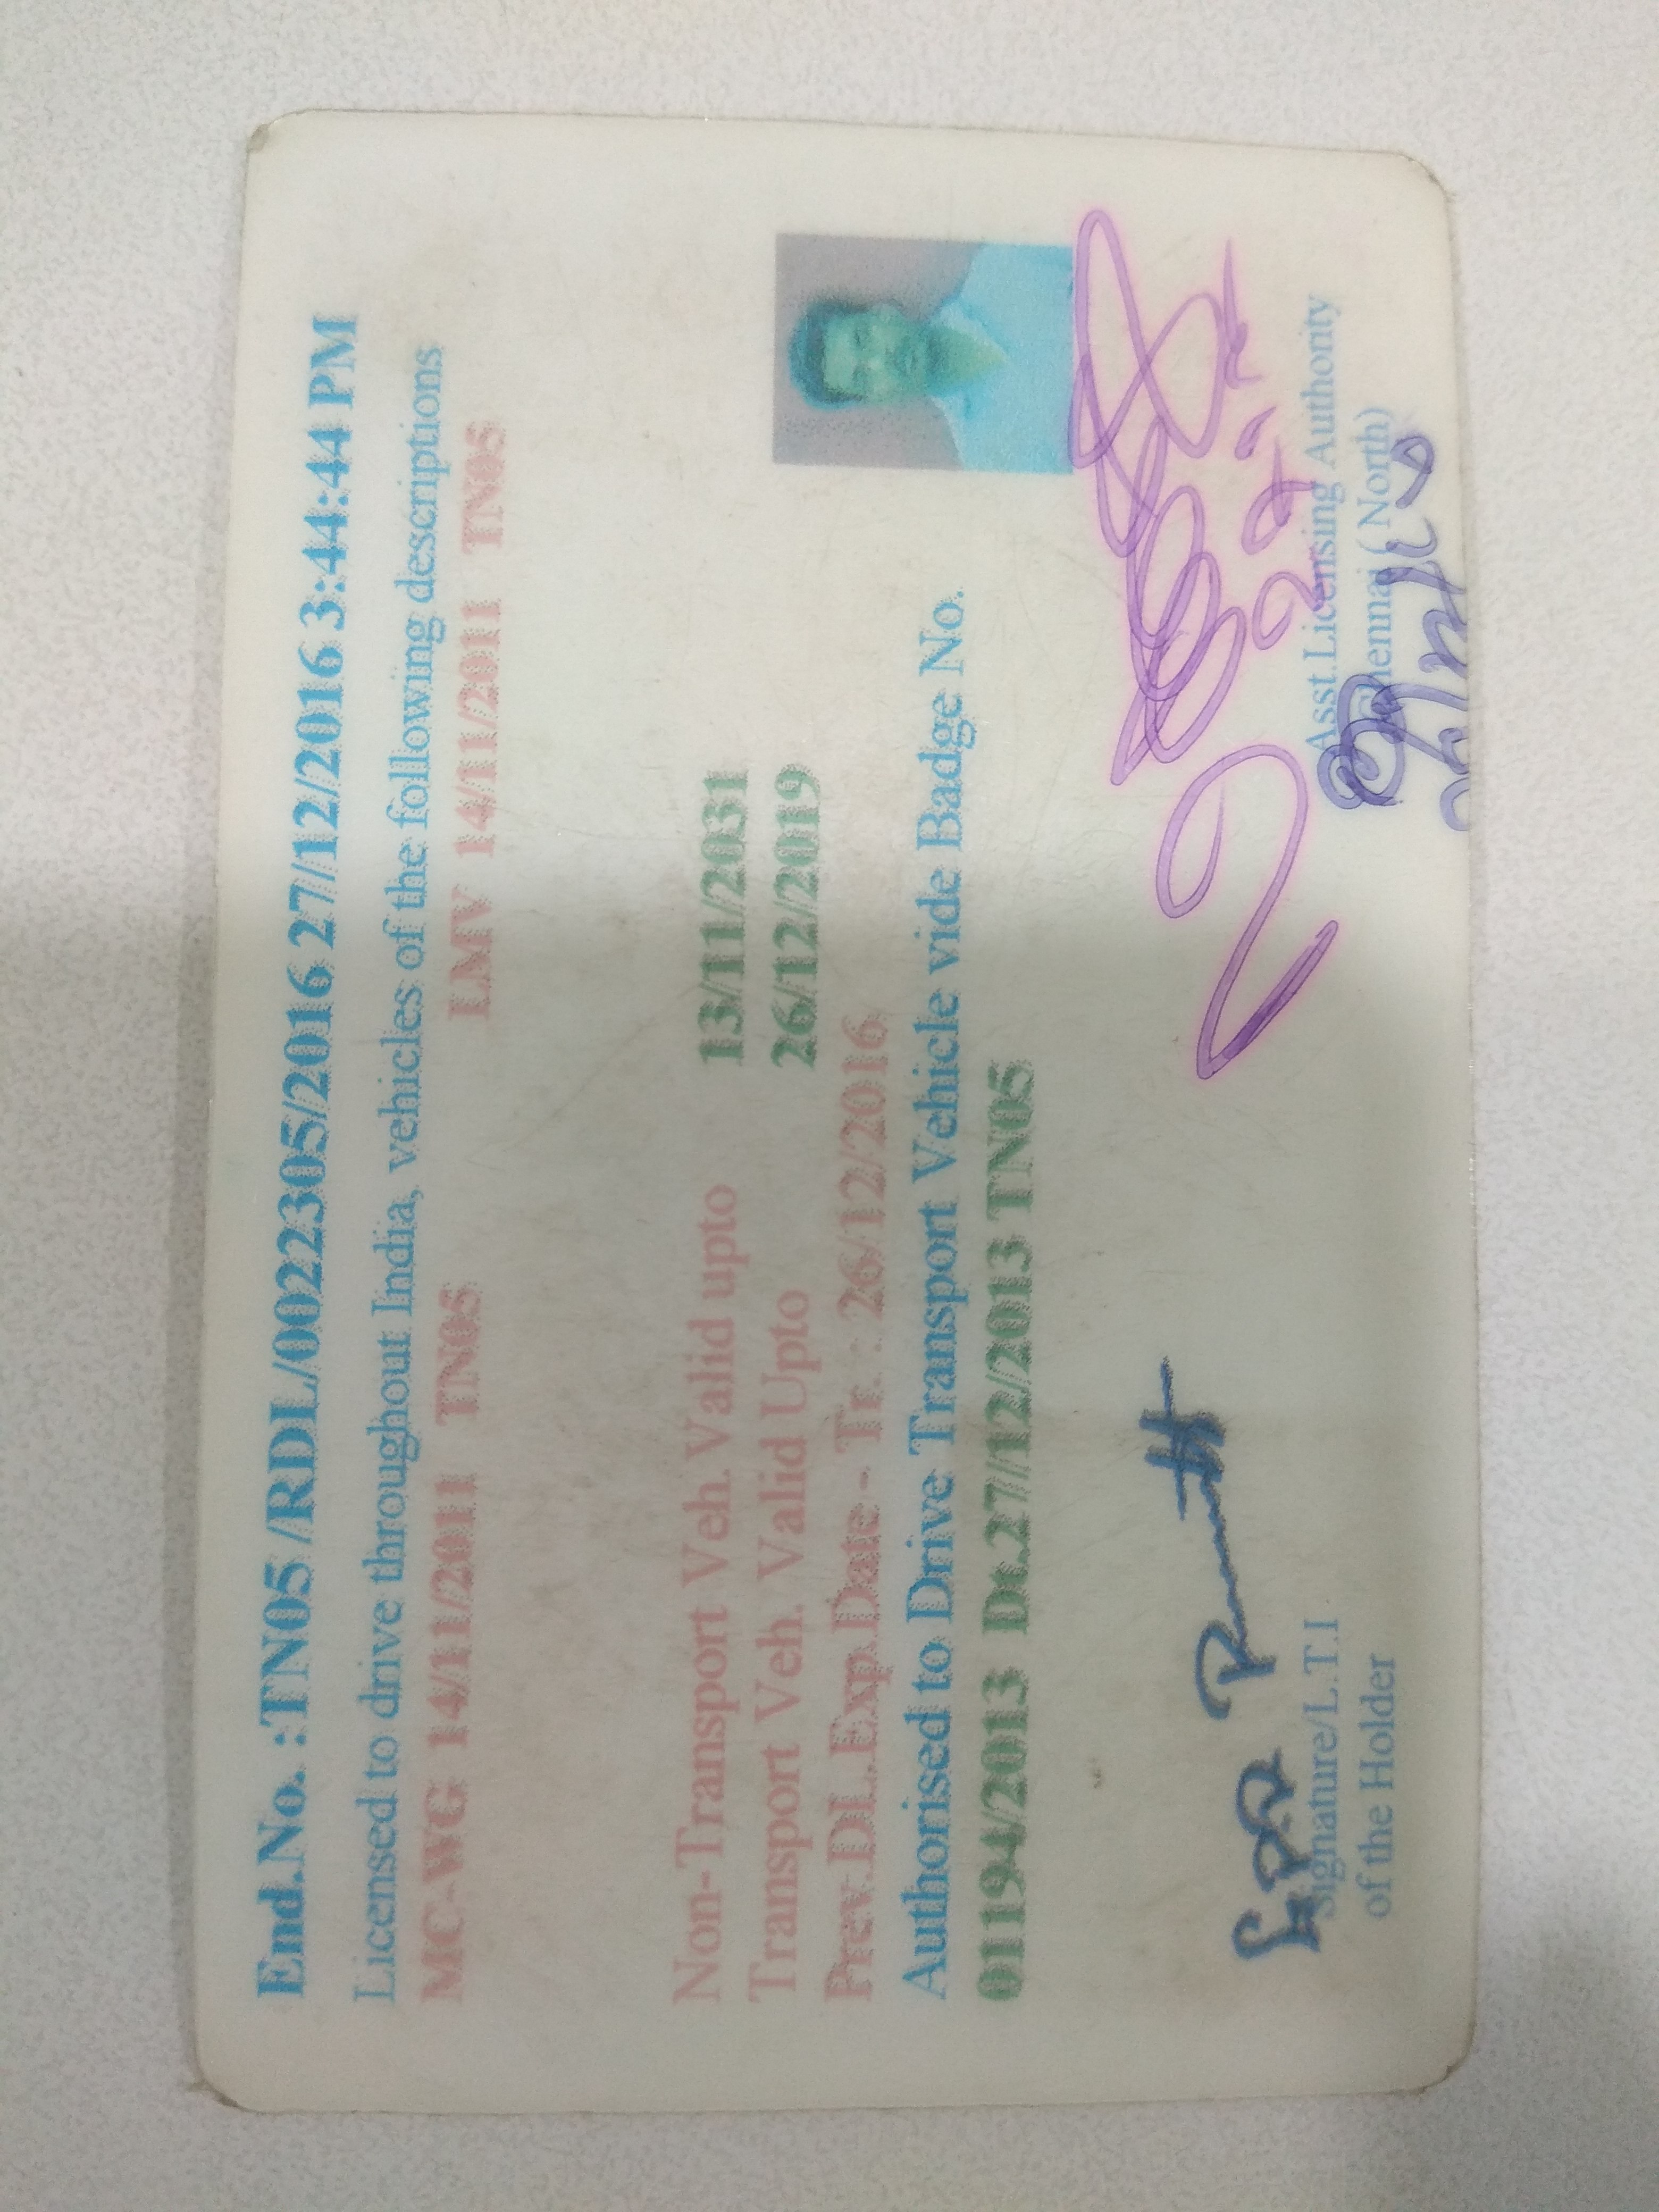 End.No. :TN05 /RDL/002305/2016 27/12/2016 3:44:44 PM
Licensed to drive throughout India, vehicles of the following descriptions
MC-WG 14/11/2011 TN05 LMV 14/11/2011 TN05
Non-Transport Veh.Valid upto 13/11/2031
Transport Veh. Valid Upto 26/12/2019
Prev.DL.Exp.Date - Tr. : 26/12/2016
Authorised to Drive Transport Vehicle vide Badge No.
01194/2013 Dt.27/12/2013 TN05
Signature/L.T.I
of the Holder
Asst.Licensing Authority
Chennai ( North)